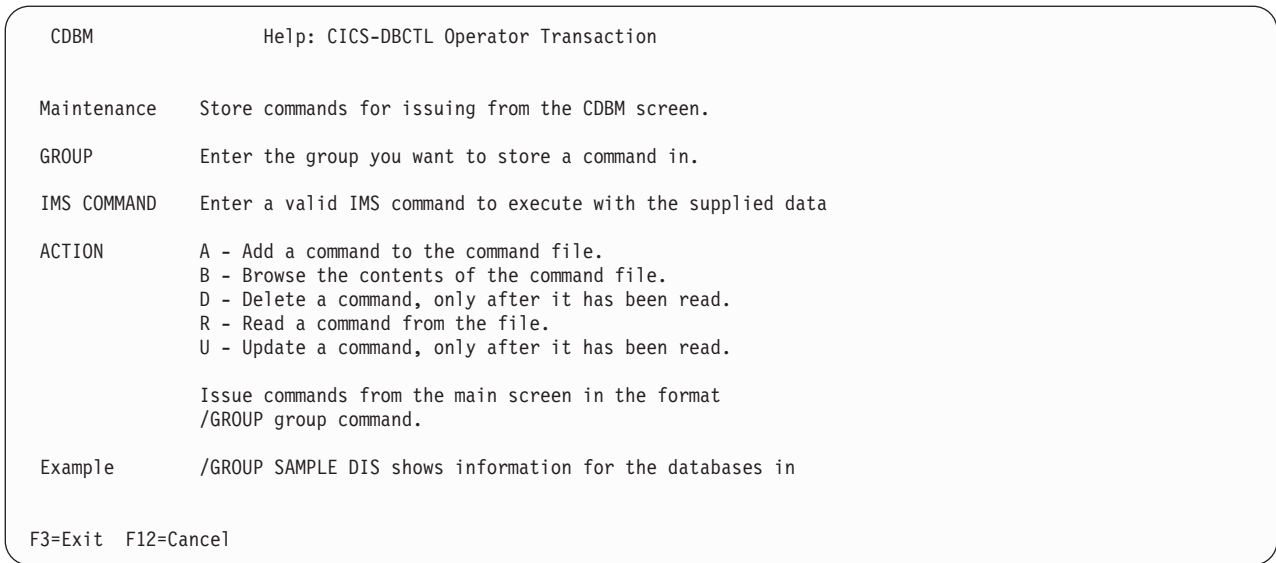 CDBM Help: CICS-DBCTL Operator Transaction
Maintenance Store commands for issuing from the CDBM screen.
GROUP Enter the group you want to store a command in.
IMS COMMAND Enter a valid IMS command to execute with the supplied data
ACTION A - Add a command to the command file.
B - Browse the contents of the command file.
D - Delete a command, only after it has been read.
R - Read a command from the file.
U - Update a command, only after it has been read.
Issue commands from the main screen in the format
/GROUP group command.
Example /GROUP SAMPLE DIS shows information for the databases in
F3=Exit F12=Cancel